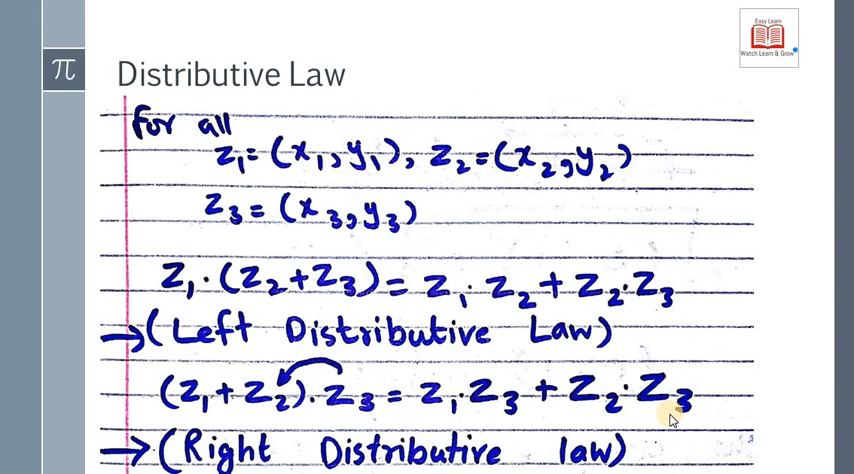 Easy Learn
Watch Learn & Grow
π
Distributive Law
for all
z₁=(x₁,y₁), z₂=(x₂,y₂)
z₃=(x₃,y₃)
z₁·(z₂+z₃)=z₁·z₂+z₂·z₃
→(Left Distributive Law)
(z₁+z₂)·z₃=z₁·z₃+z₂·z₃
→(Right Distributive law)